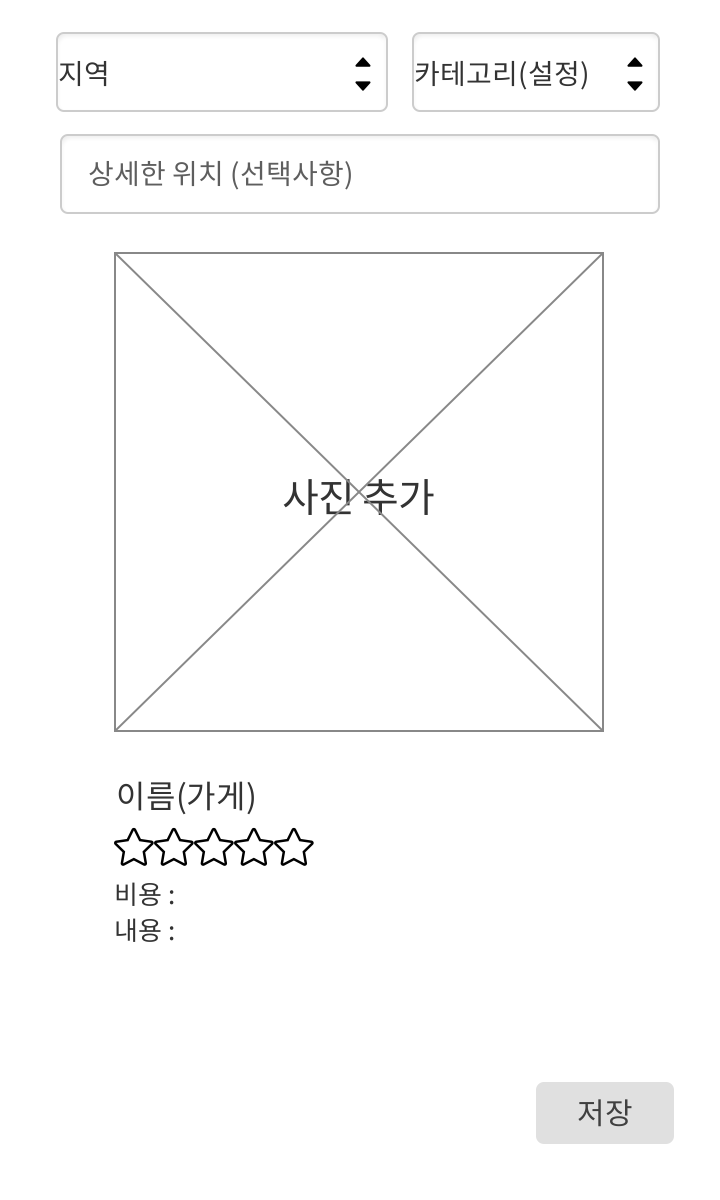 지역
카테고리(설정)
상세한 위치 (선택사항)
사진 추가
이름(가게)
비용 :
내용 :
저장